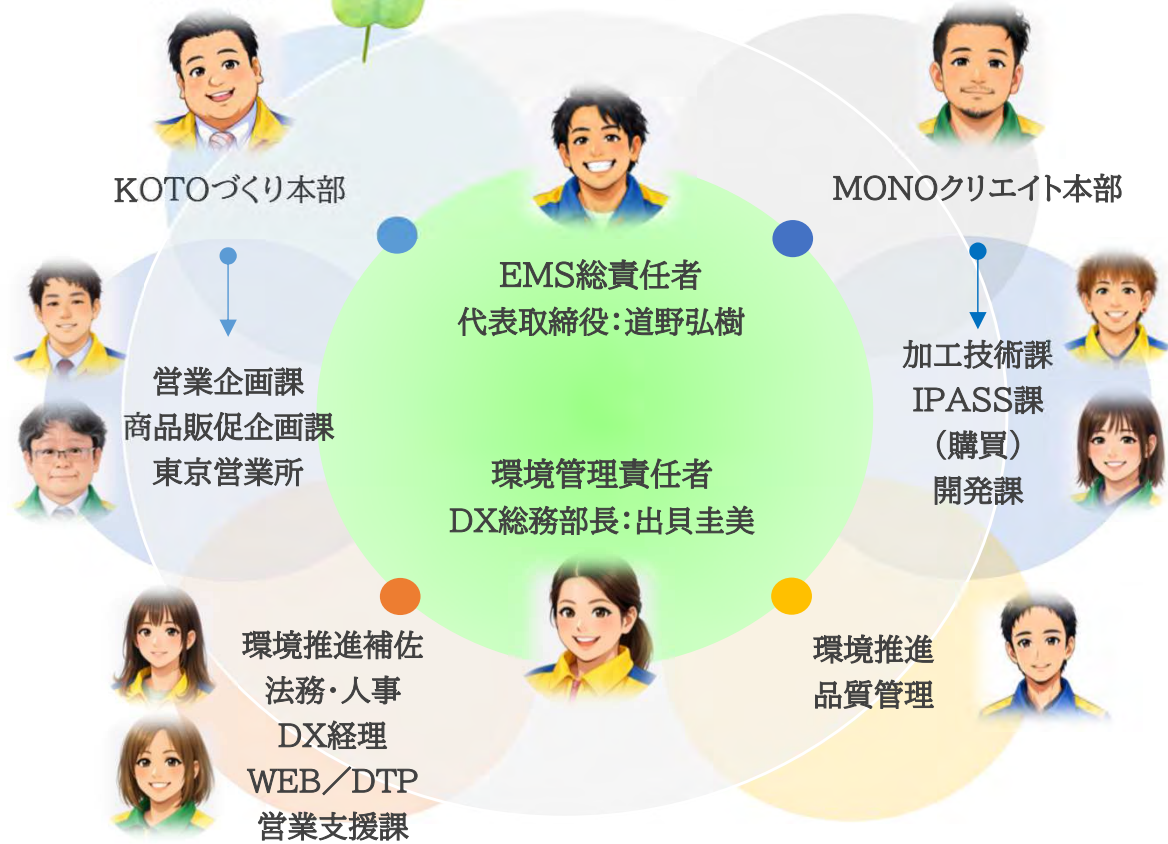 KOTOづくり本部
MONOクリエイト本部
EMS総責任者
代表取締役：道野弘樹
営業企画課
商品販促企画課
東京営業所
加工技術課
IPASS課
（購買）
開発課
環境管理責任者
DX総務部長：出貝圭美
環境推進補佐
法務・人事
DX経理
WEB／DTP
営業支援課
環境推進
品質管理